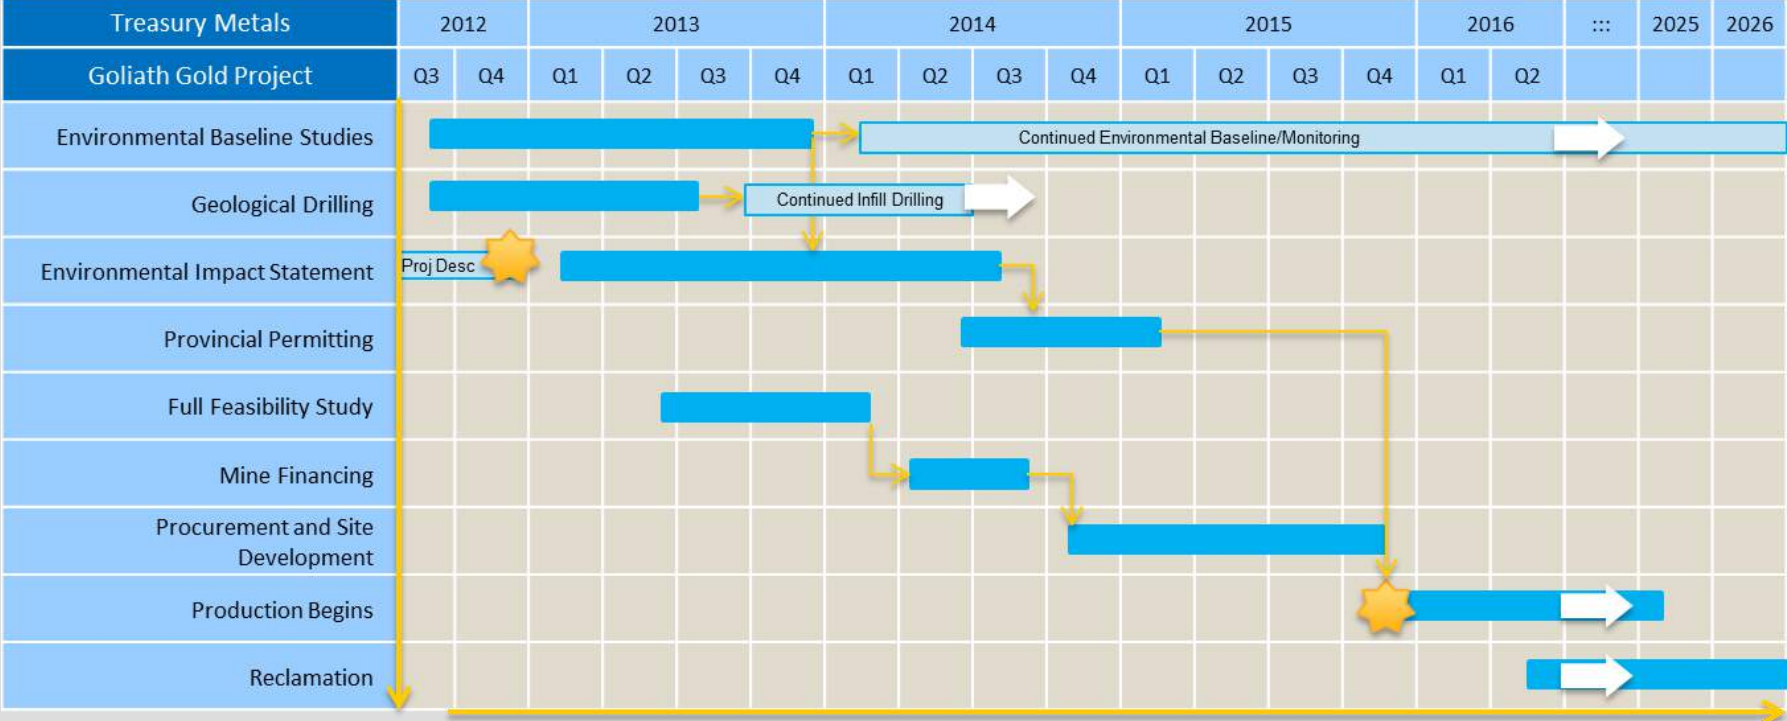 Treasury Metals 2012 2013 2014 2015 2016 ::: 2025 2026
Goliath Gold Project Q3 Q4 Q1 Q2 Q3 Q4 Q1 Q2 Q3 Q4 Q1 Q2 Q3 Q4 Q1 Q2
Environmental Baseline Studies Continued Environmental Baseline/Monitoring
Geological Drilling Continued Infill Drilling
Environmental Impact Statement Proj Desc
Provincial Permitting
Full Feasibility Study
Mine Financing
Procurement and Site
Development
Production Begins
Reclamation